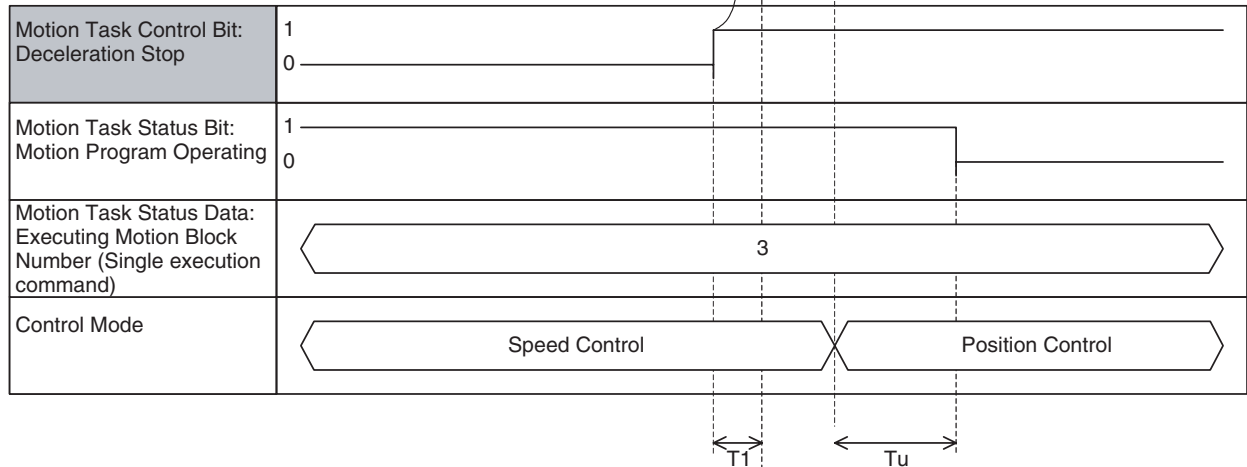 Motion Task Control Bit:
Deceleration Stop
1
0
Motion Task Status Bit:
Motion Program Operating
1
0
Motion Task Status Data:
Executing Motion Block
Number (Single execution
command)
3
Control Mode
Speed Control
Position Control
T1
Tu